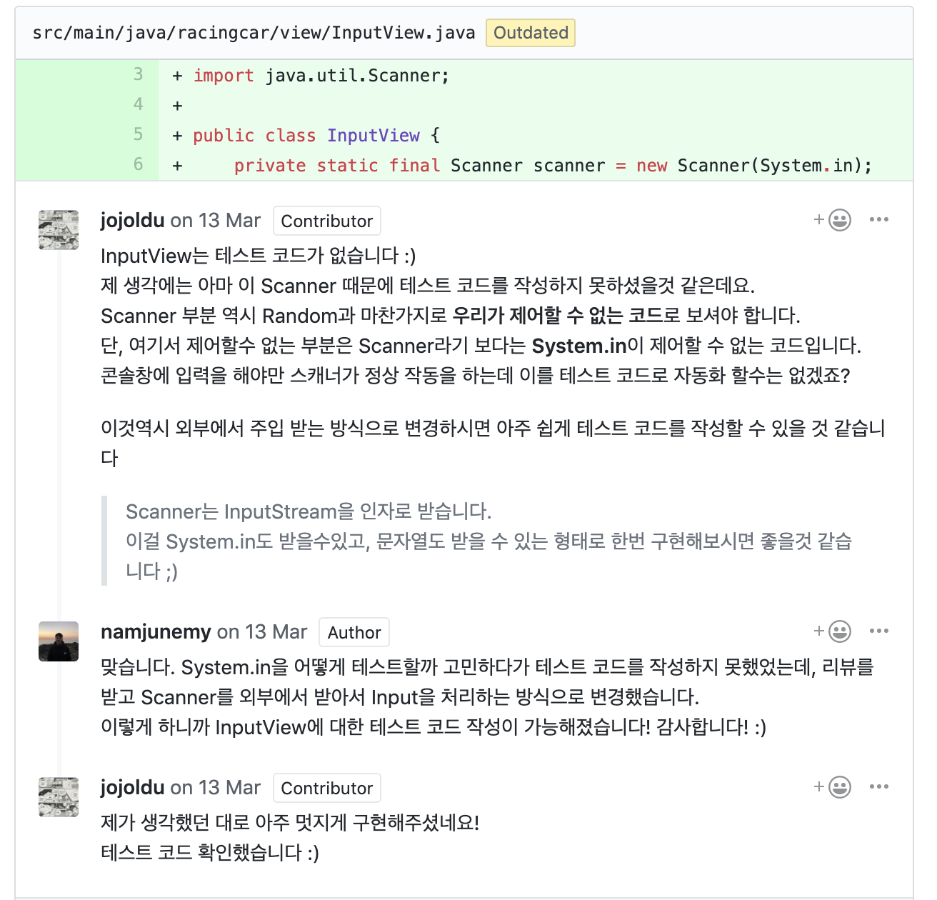 src/main/java/racingcar/view/InputView.java Outdated
3 + import java.util.Scanner;
4 +
5 + public class InputView {
6 + private static final Scanner scanner = new Scanner(System.in);
jojoldu on 13 Mar Contributor
InputView는 테스트 코드가 없습니다 :)
제 생각에는 아마 이 Scanner 때문에 테스트 코드를 작성하지 못하셨을것 같은데요.
Scanner 부분 역시 Random과 마찬가지로 우리가 제어할 수 없는 코드로 보셔야 합니다.
단, 여기서 제어할수 없는 부분은 Scanner라기 보다는 System.in이 제어할 수 없는 코드입니다.
콘솔창에 입력을 해야만 스캐너가 정상 작동을 하는데 이를 테스트 코드로 자동화 할수는 없겠죠?
이것역시 외부에서 주입 받는 방식으로 변경하시면 아주 쉽게 테스트 코드를 작성할 수 있을 것 같습니
다
Scanner는 InputStream을 인자로 받습니다.
이걸 System.in도 받을수있고, 문자열도 받을 수 있는 형태로 한번 구현해보시면 좋을것 같습
니다 ;)
namjunemy on 13 Mar Author
맞습니다. System.in을 어떻게 테스트할까 고민하다가 테스트 코드를 작성하지 못했었는데, 리뷰를
받고 Scanner를 외부에서 받아서 Input을 처리하는 방식으로 변경했습니다.
이렇게 하니까 InputView에 대한 테스트 코드 작성이 가능해졌습니다! 감사합니다! :)
jojoldu on 13 Mar Contributor
제가 생각했던 대로 아주 멋지게 구현해주셨네요!
테스트 코드 확인했습니다 :)